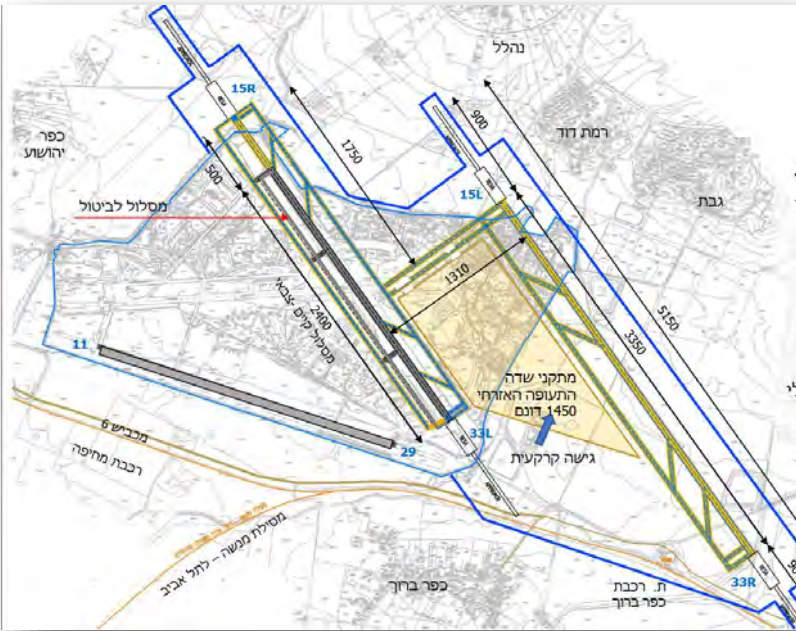 נהלל
15R
900
רמת דוד
כפר
יהושוע
1750
500
15L
גבת
מסלול לביטול
1310
5150
2400
מסלול קיים -צבאי
3350
11
מתקני שדה
התעופה האזרחי
1450 דונם
33L
29
גישה קרקעית
מכביש 6
רכבת מחיפה
מסילת מנשה – לתל אביב
כפר ברוך
ת. רכבת
כפר ברוך
33R